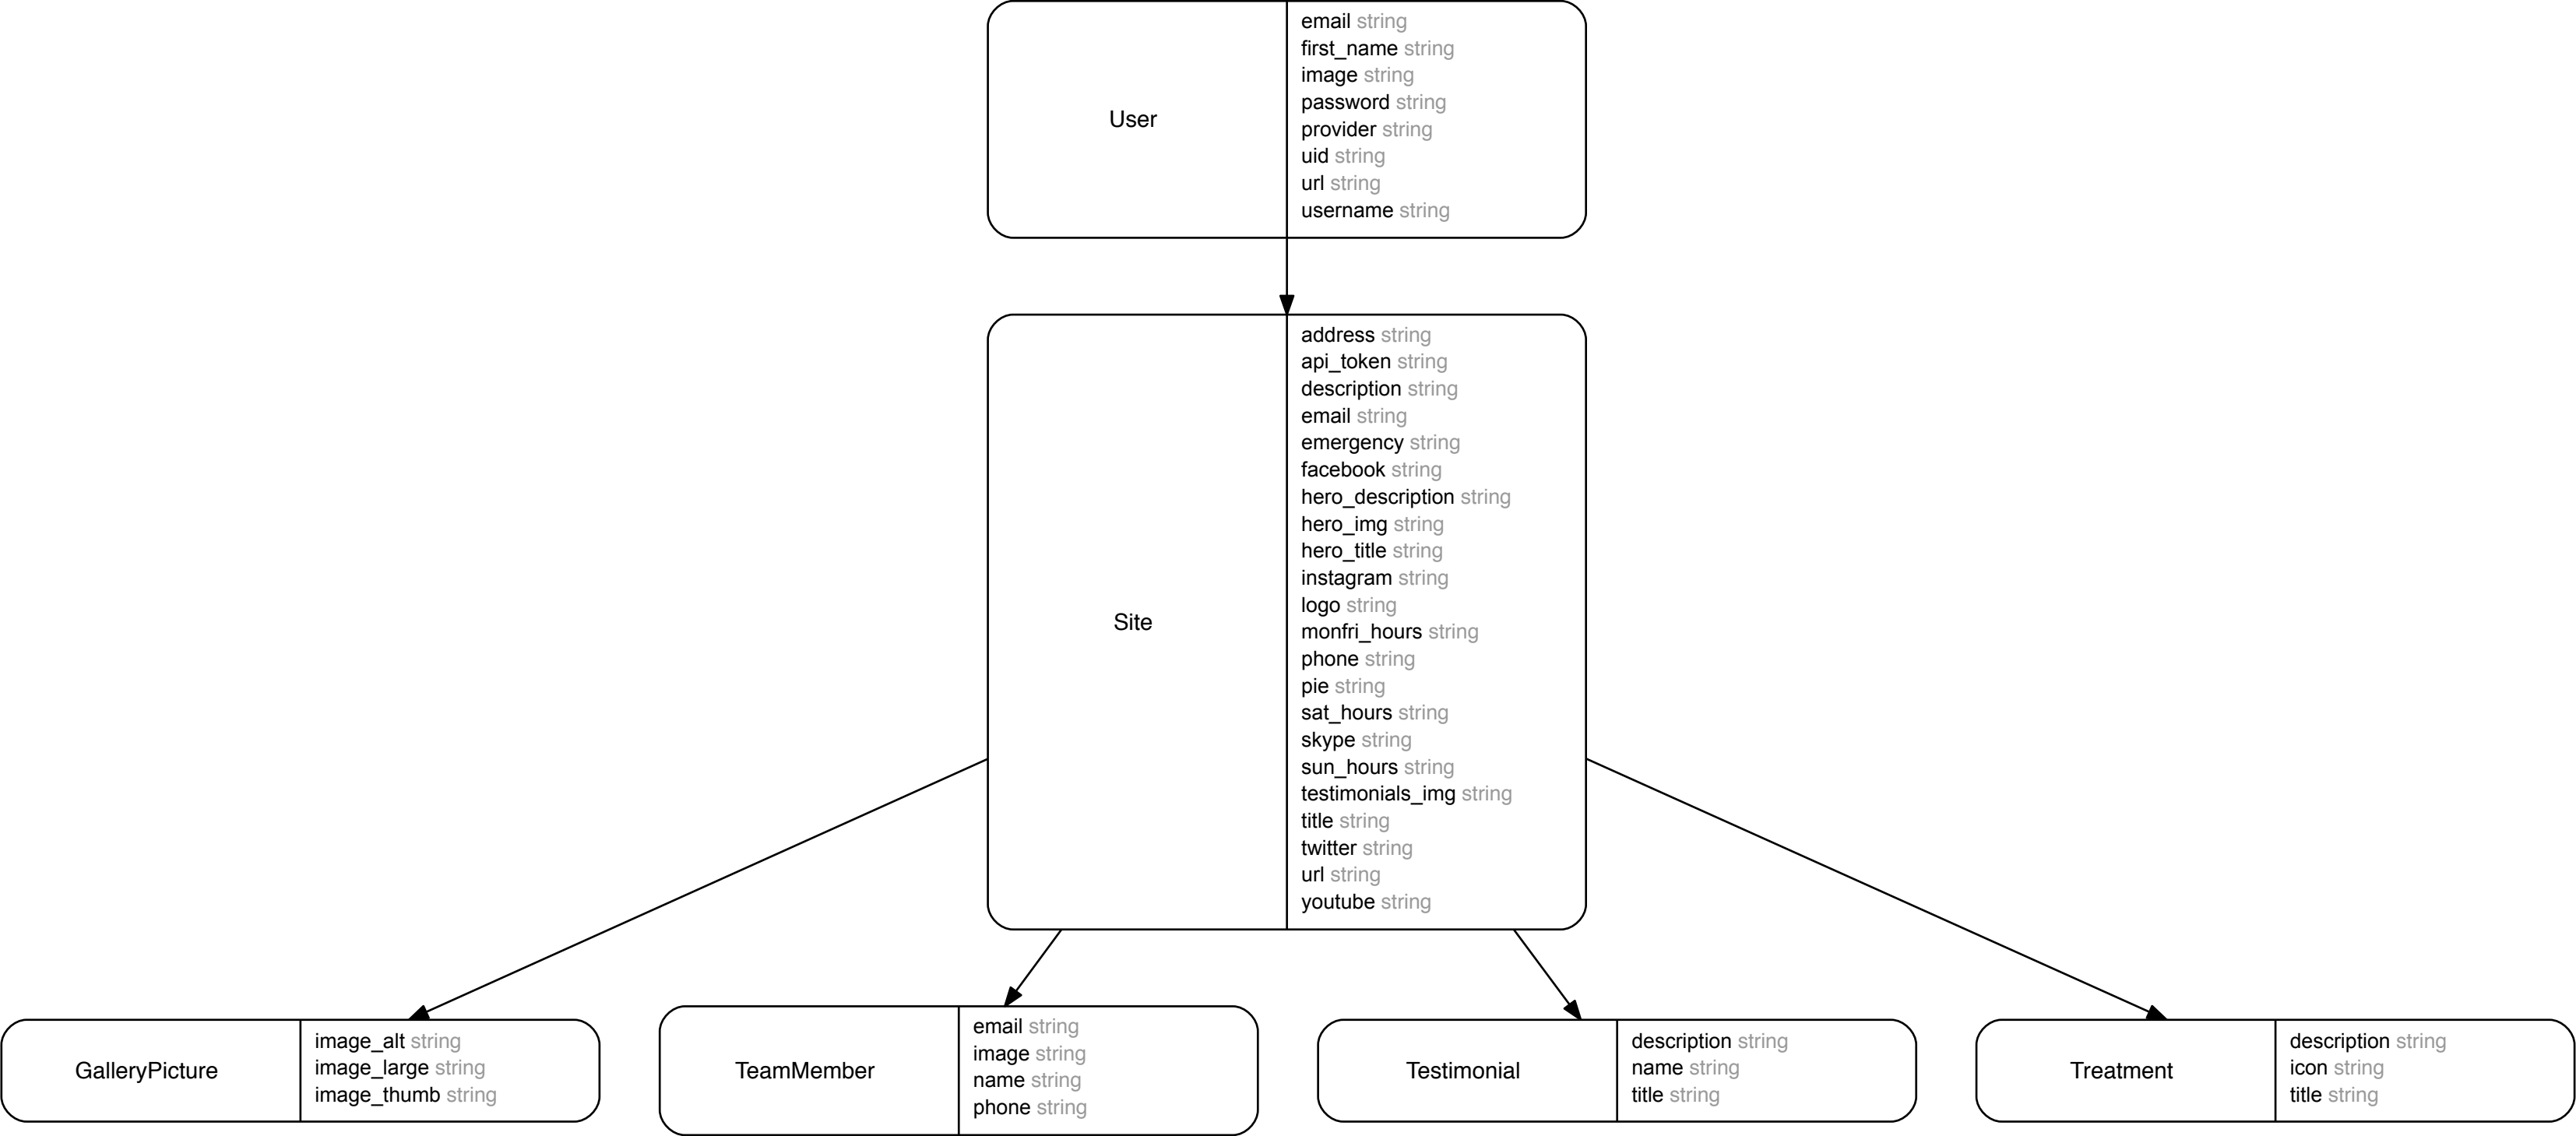 User
email string
first_name string
image string
password string
provider string
uid string
url string
username string
Site
address string
api_token string
description string
email string
emergency string
facebook string
hero_description string
hero_img string
hero_title string
instagram string
logo string
monfri_hours string
phone string
pie string
sat_hours string
skype string
sun_hours string
testimonials_img string
title string
twitter string
url string
youtube string
GalleryPicture
image_alt string
image_large string
image_thumb string
TeamMember
email string
image string
name string
phone string
Testimonial
description string
name string
title string
Treatment
description string
icon string
title string